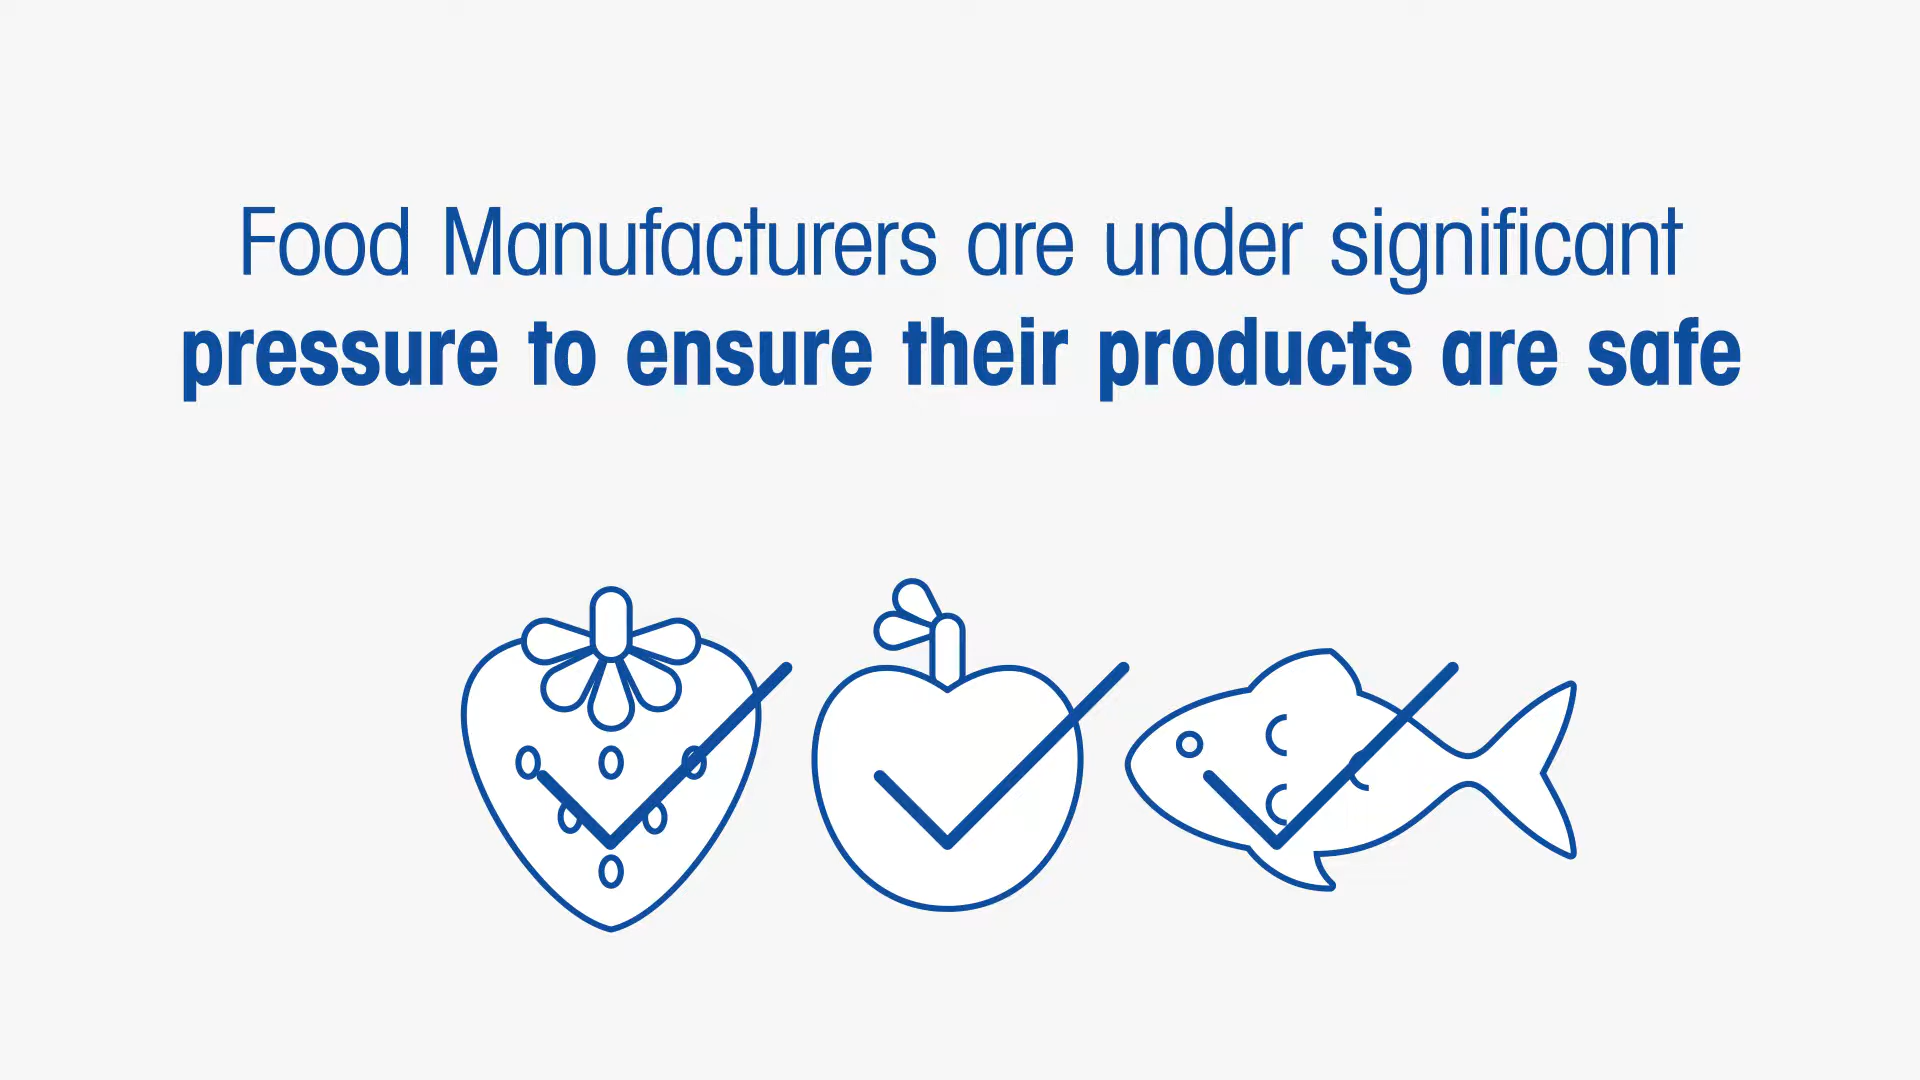 Food Manufacturers are under significant
pressure to ensure their products are safe